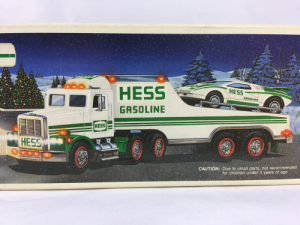 HESS
GASOLINE
HESS
HESS
CAUTION: Due to small parts, not recommended
for children under 3 years of age.